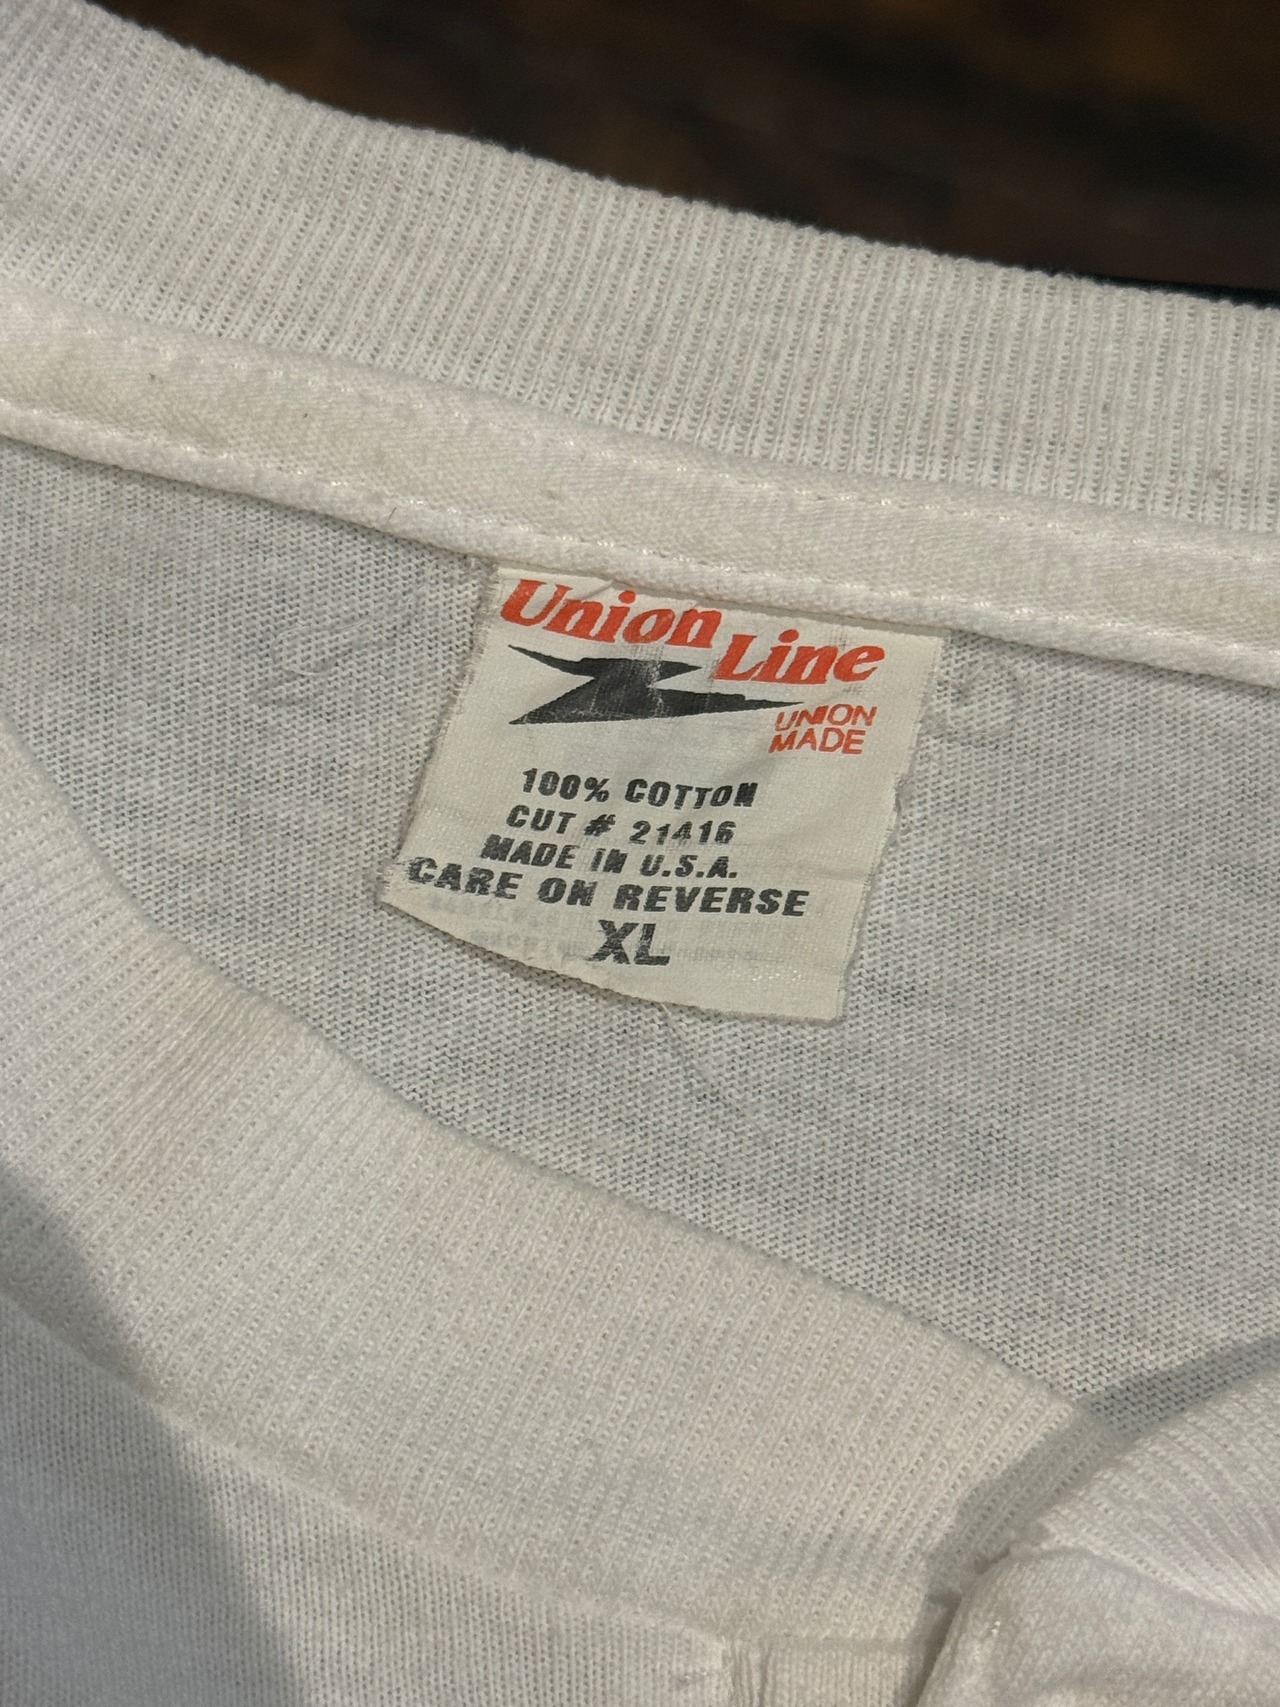 Union Line
UNION
MADE
100% COTTON
CUT # 21416
MADE IN U.S.A.
CARE ON REVERSE
XL